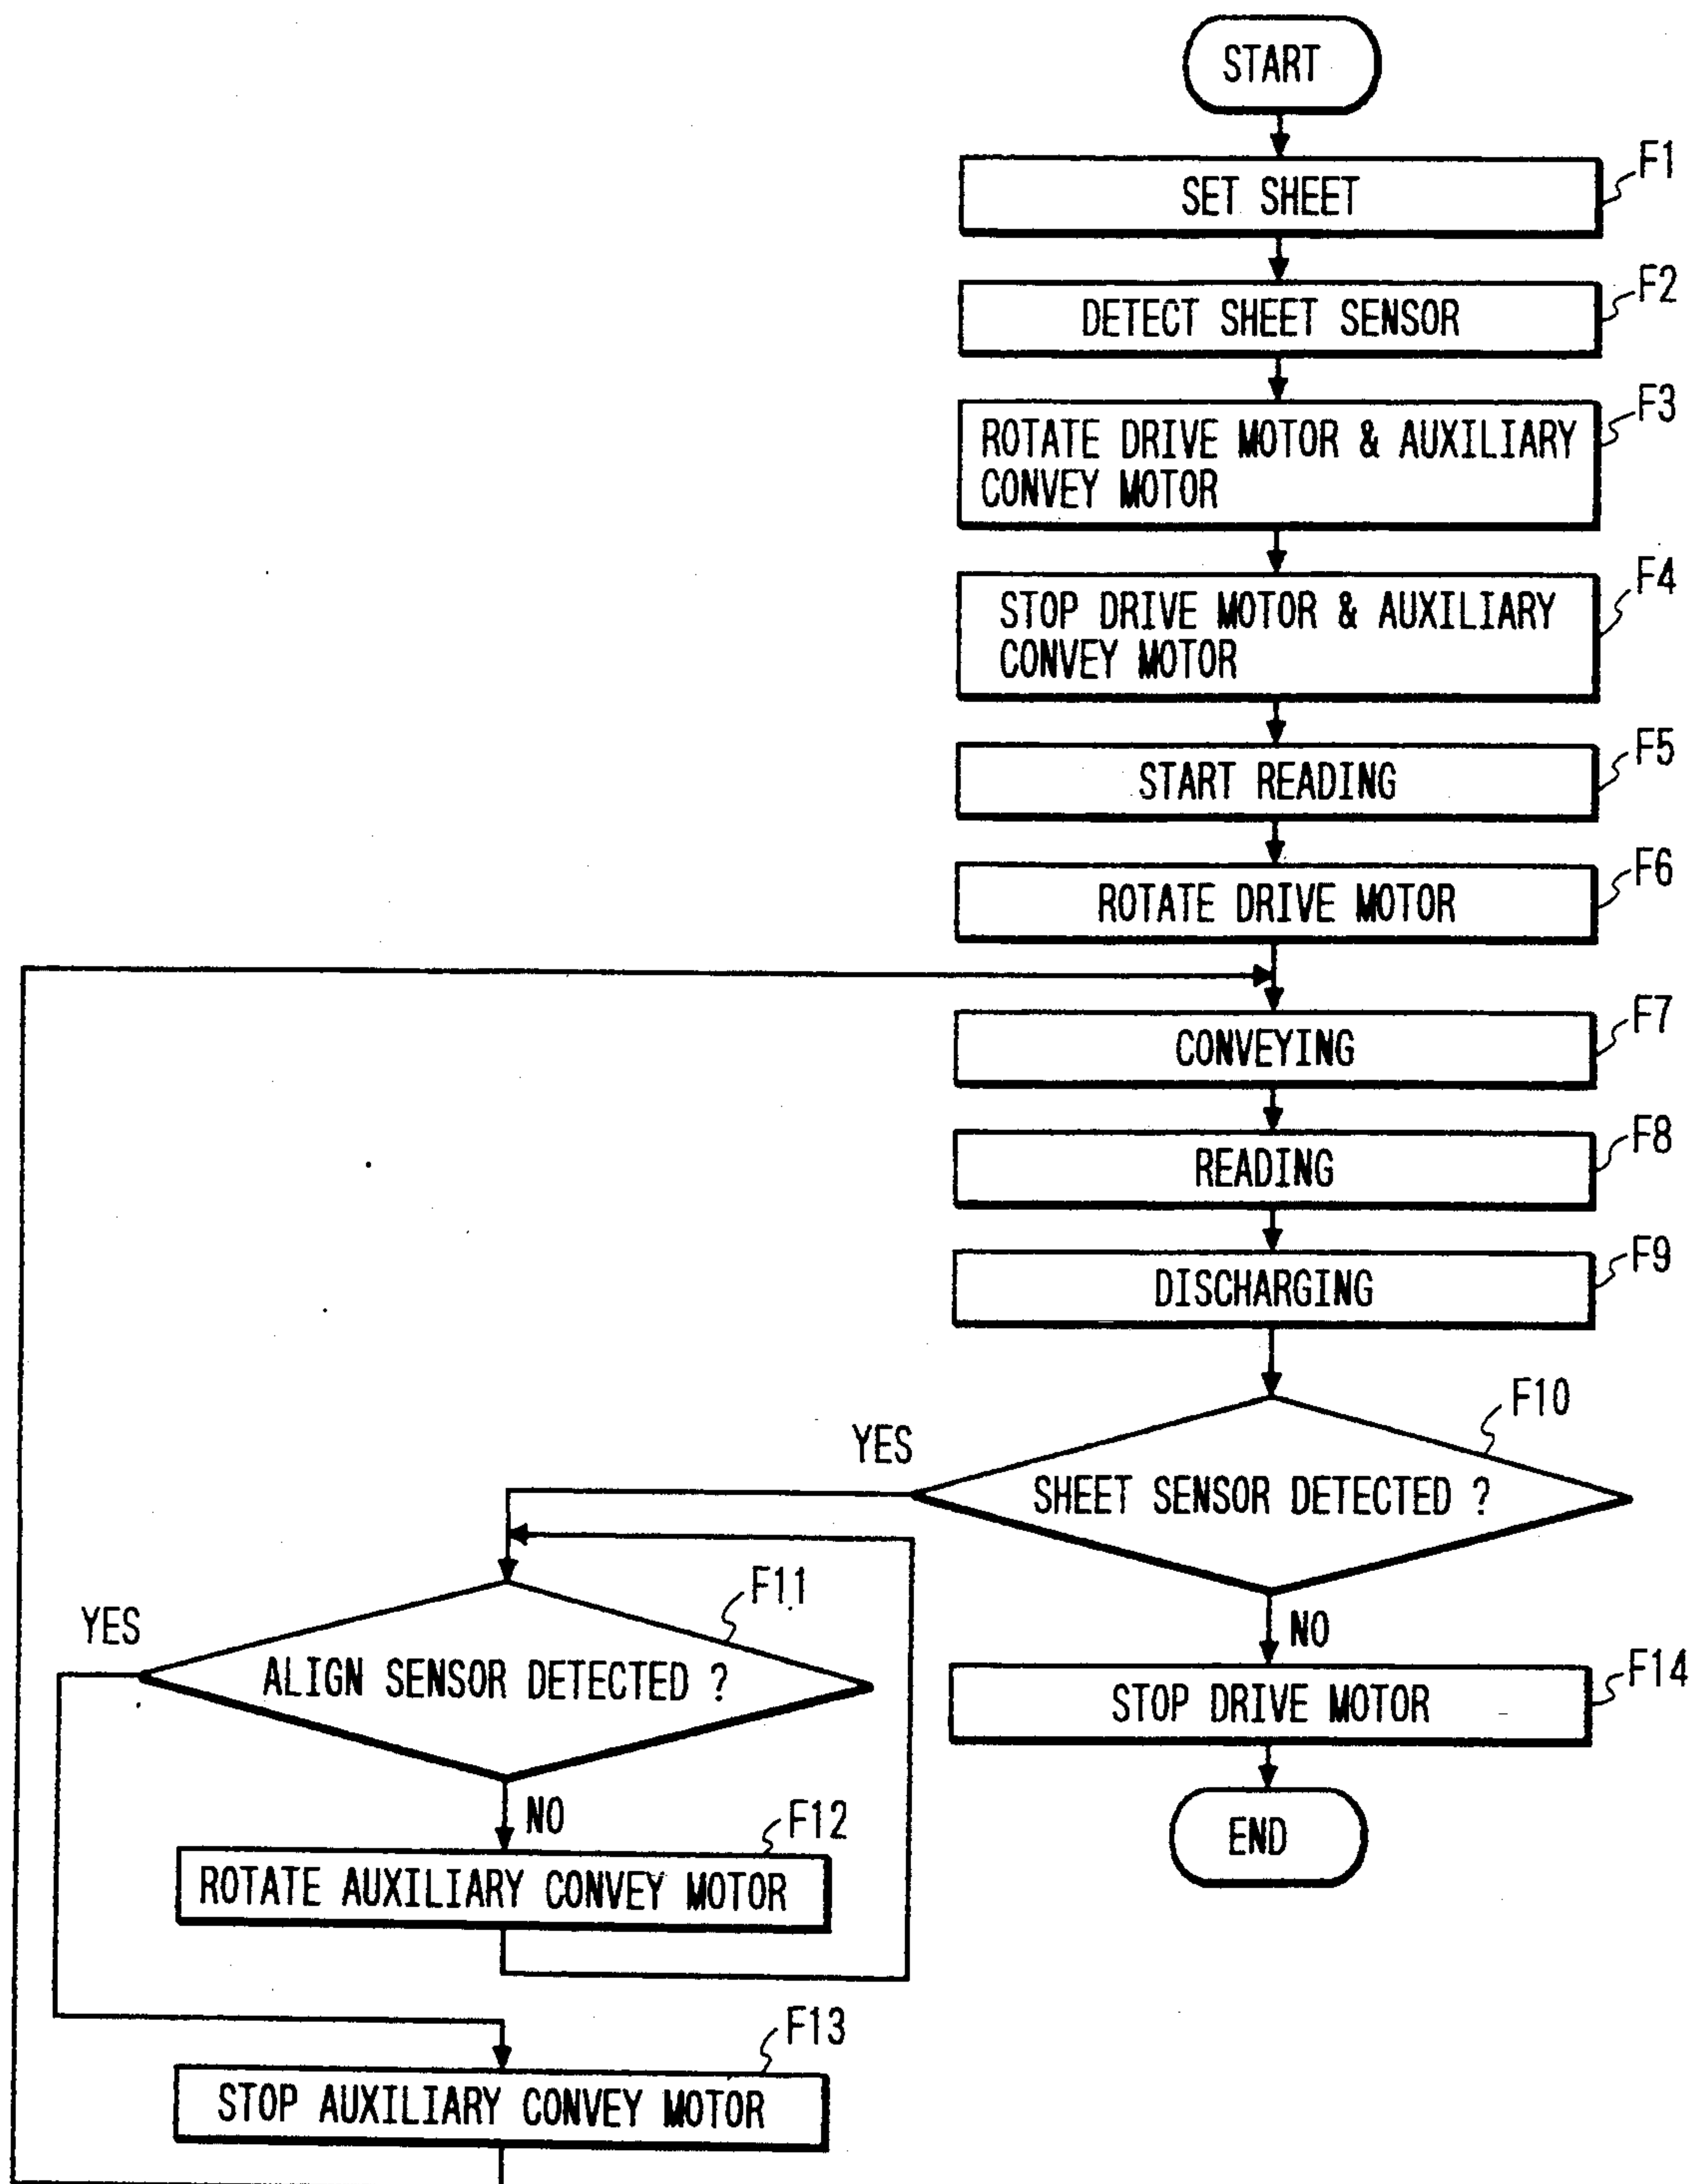 START
F1
SET SHEET
F2
DETECT SHEET SENSOR
F3
ROTATE DRIVE MOTOR & AUXILIARY
CONVEY MOTOR
F4
STOP DRIVE MOTOR & AUXILIARY
CONVEY MOTOR
F5
START READING
F6
ROTATE DRIVE MOTOR
F7
CONVEYING
F8
READING
F9
DISCHARGING
F10
YES
SHEET SENSOR DETECTED ?
NO
F11
YES
ALIGN SENSOR DETECTED ?
NO
F12
ROTATE AUXILIARY CONVEY MOTOR
F13
STOP AUXILIARY CONVEY MOTOR
F14
STOP DRIVE MOTOR
END